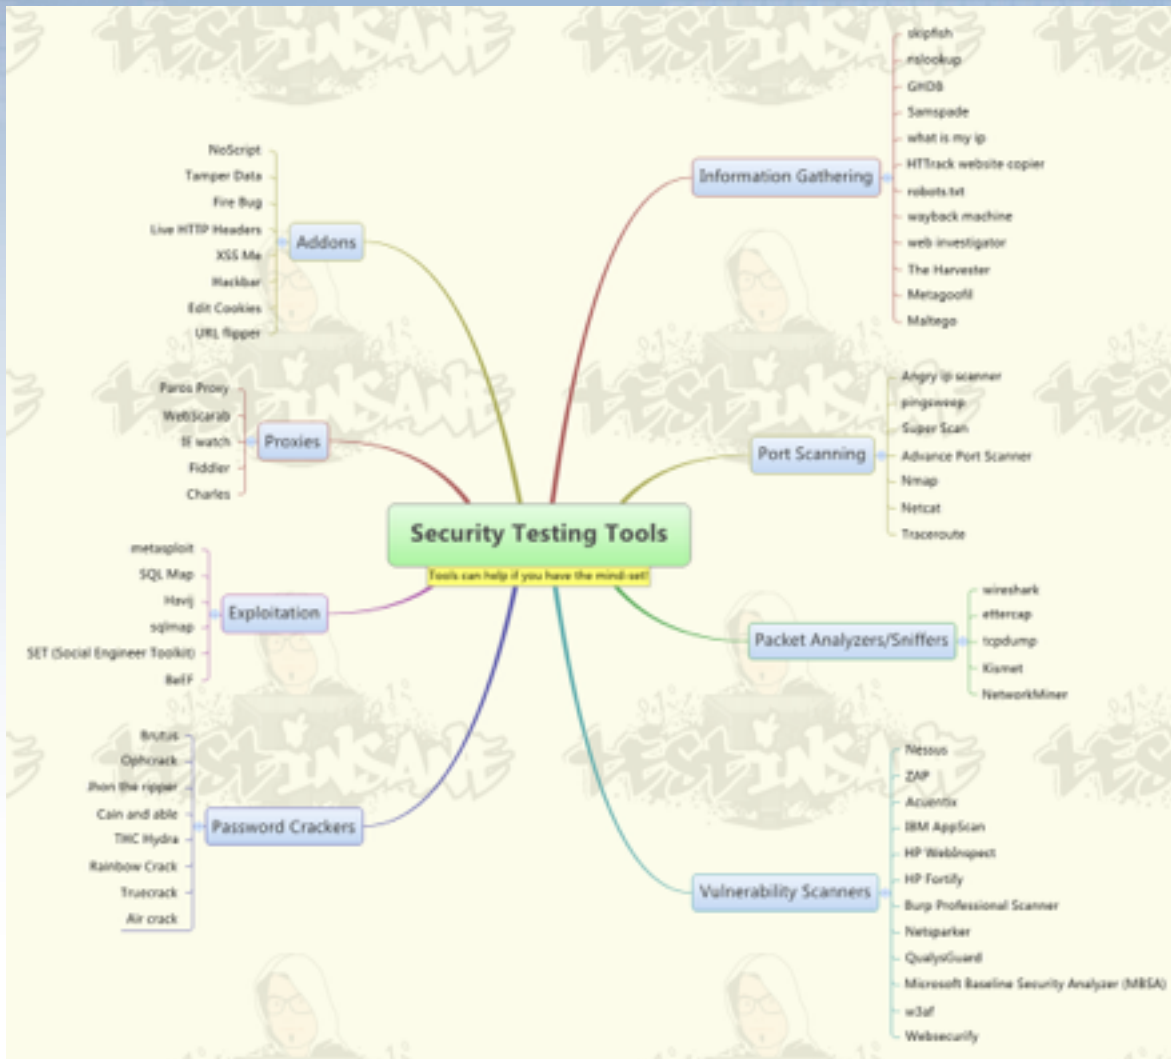 Security Testing Tools
Tools can help if you have the mind-set!
Information Gathering
skipfish
nslookup
GHDB
Samspade
what is my ip
HTTrack website copier
robots.txt
wayback machine
web investigator
The Harvester
Metagoofil
Maltego
Port Scanning
Angry ip scanner
pingsweep
Super Scan
Advance Port Scanner
Nmap
Netcat
Traceroute
Packet Analyzers/Sniffers
wireshark
ettercap
tcpdump
Kismet
NetworkMiner
Vulnerability Scanners
Nessus
ZAP
Acuentix
IBM AppScan
HP WebInspect
HP Fortify
Burp Professional Scanner
Netsparker
QualysGuard
Microsoft Baseline Security Analyzer (MBSA)
w3af
Websecurify
Addons
NoScript
Tamper Data
Fire Bug
Live HTTP Headers
XSS Me
Hackbar
Edit Cookies
URL flipper
Proxies
Paros Proxy
WebScarab
IE watch
Fiddler
Charles
Exploitation
metasploit
SQL Map
Havij
sqlmap
SET (Social Engineer Toolkit)
BeEF
Password Crackers
Brutus
Ophcrack
Jhon the ripper
Cain and able
THC Hydra
Rainbow Crack
Truecrack
Air crack
TEST INSANE